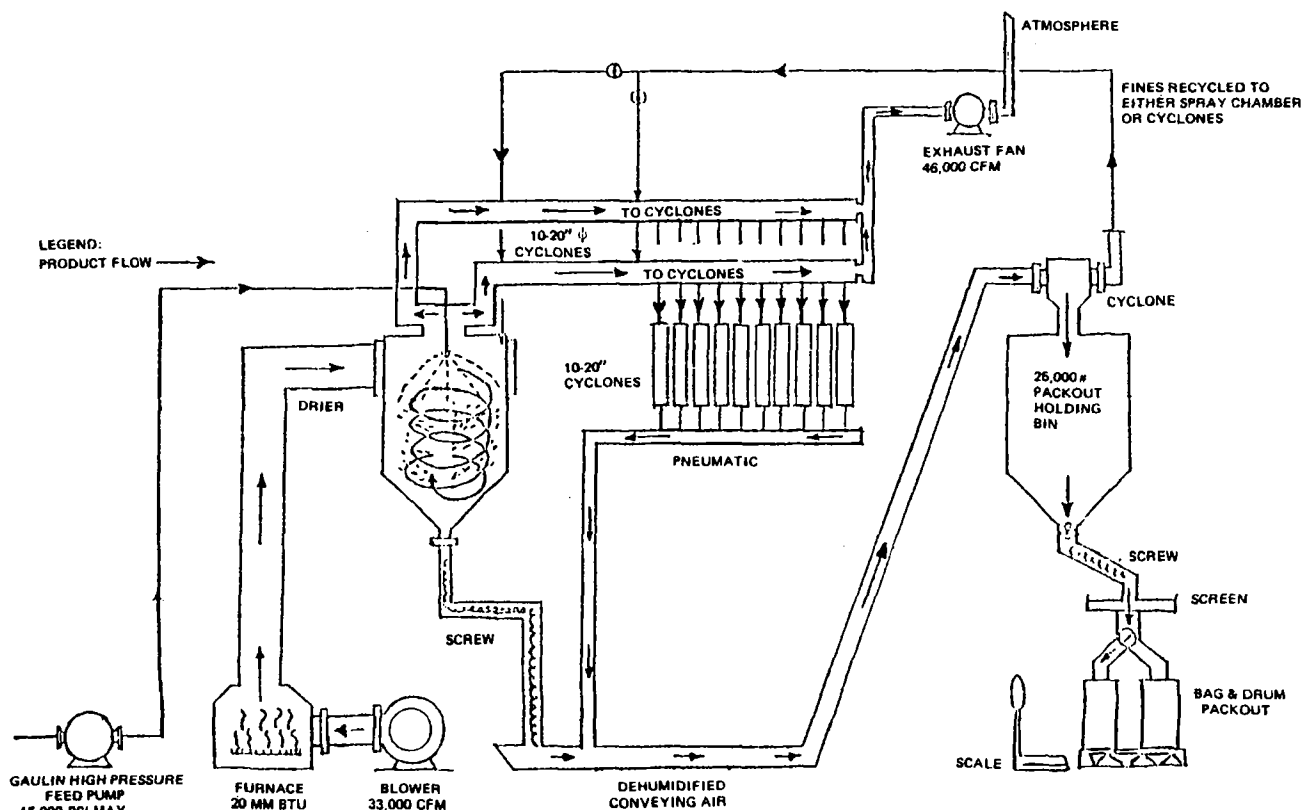 ATMOSPHERE
FINES RECYCLED TO
EITHER SPRAY CHAMBER
OR CYCLONES
EXHAUST FAN
46,000 CFM
TO CYCLONES
LEGEND:
PRODUCT FLOW
10-20" ϕ
CYCLONES
TO CYCLONES
CYCLONE
DRIER
10-20"
CYCLONES
25,000 #
PACKOUT
HOLDING
BIN
PNEUMATIC
SCREW
SCREEN
SCREW
BAG & DRUM
PACKOUT
SCALE
GAULIN HIGH PRESSURE
FEED PUMP
FURNACE
20 MM BTU
BLOWER
33,000 CFM
DEHUMIDIFIED
CONVEYING AIR